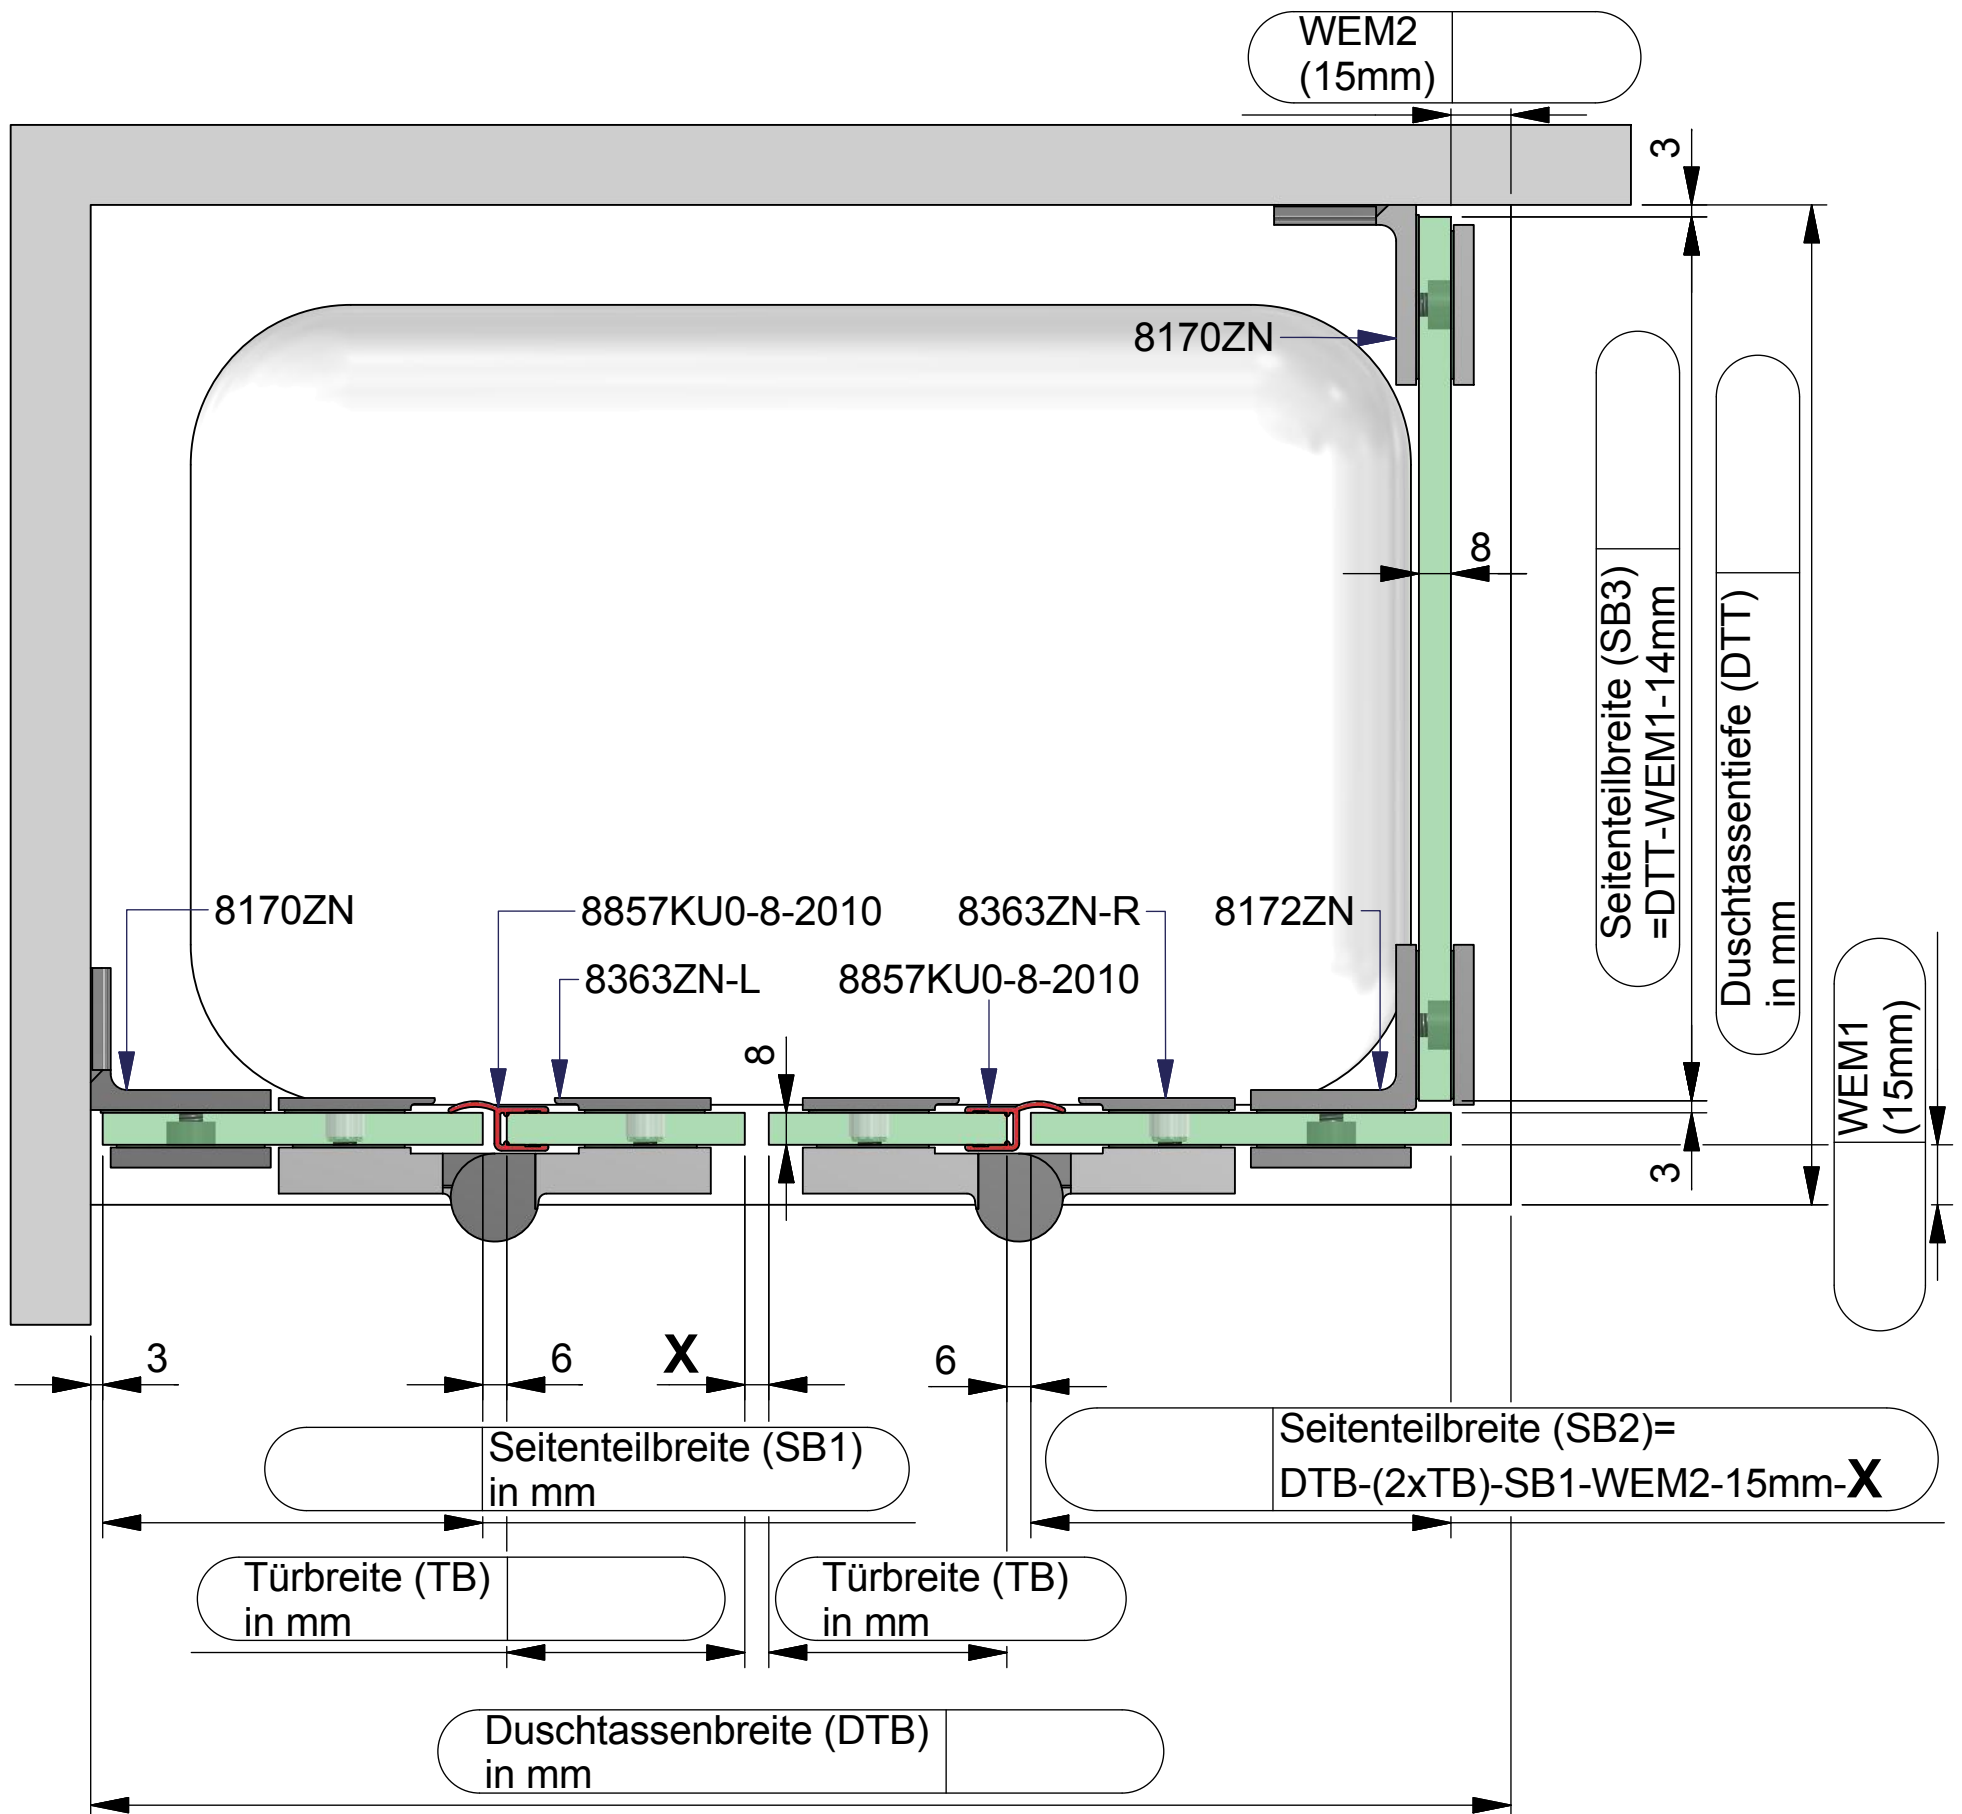 WEM2
(15mm)
3
8170ZN
8
Seitenteilbreite (SB3)
=DTT-WEM1-14mm
Duschtassentiefe (DTT)
in mm
8170ZN
8857KU0-8-2010
8363ZN-R
8172ZN
8363ZN-L
8857KU0-8-2010
8
WEM1
(15mm)
3
3
6
X
6
Seitenteilbreite (SB1)
in mm
Seitenteilbreite (SB2)=
DTB-(2xTB)-SB1-WEM2-15mm-X
Türbreite (TB)
in mm
Türbreite (TB)
in mm
Duschtassenbreite (DTB)
in mm